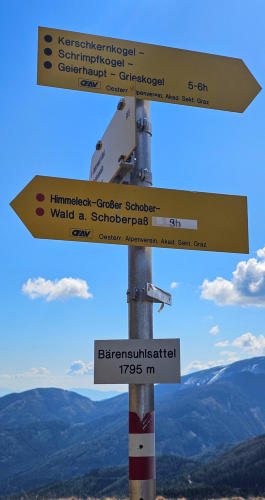 Kerschkernkogel -
Schrimpfkogel -
Geierhaupt - Grieskogel 5-6h
ÖAV Oesterr. Alpenverein, Akad. Sekt. Graz
Himmeleck-Großer Schober-
Wald a. Schoberpaß 9h
ÖAV Oesterr. Alpenverein, Akad. Sekt. Graz
Bärensuhlsattel
1795 m